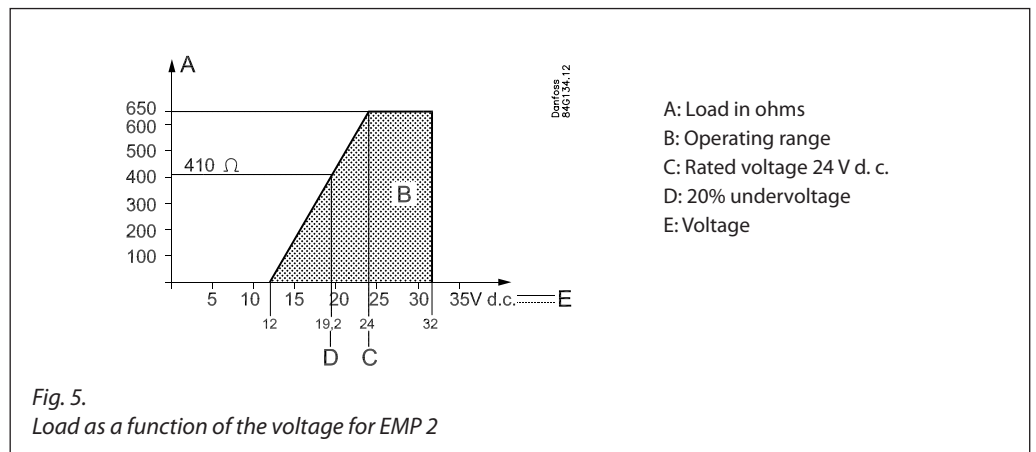 A
Danfoss
84G134.12
650
600
500
410 Ω
400
300
200
100
B
5 10 15 20 25 30 35V d.c. E
12 19,2 24 32
D C
A: Load in ohms
B: Operating range
C: Rated voltage 24 V d. c.
D: 20% undervoltage
E: Voltage
Fig. 5.
Load as a function of the voltage for EMP 2